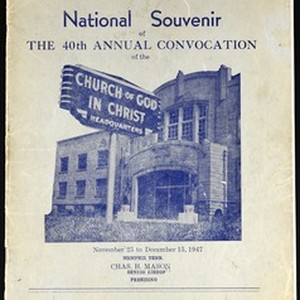 National Souvenir
of
THE 40th ANNUAL CONVOCATION
of the
CHURCH OF GOD
IN CHRIST
HEADQUARTERS
November 25 to December 15, 1947
MEMPHIS, TENN.
CHAS. H. MASON
SENIOR BISHOP
PRESIDING